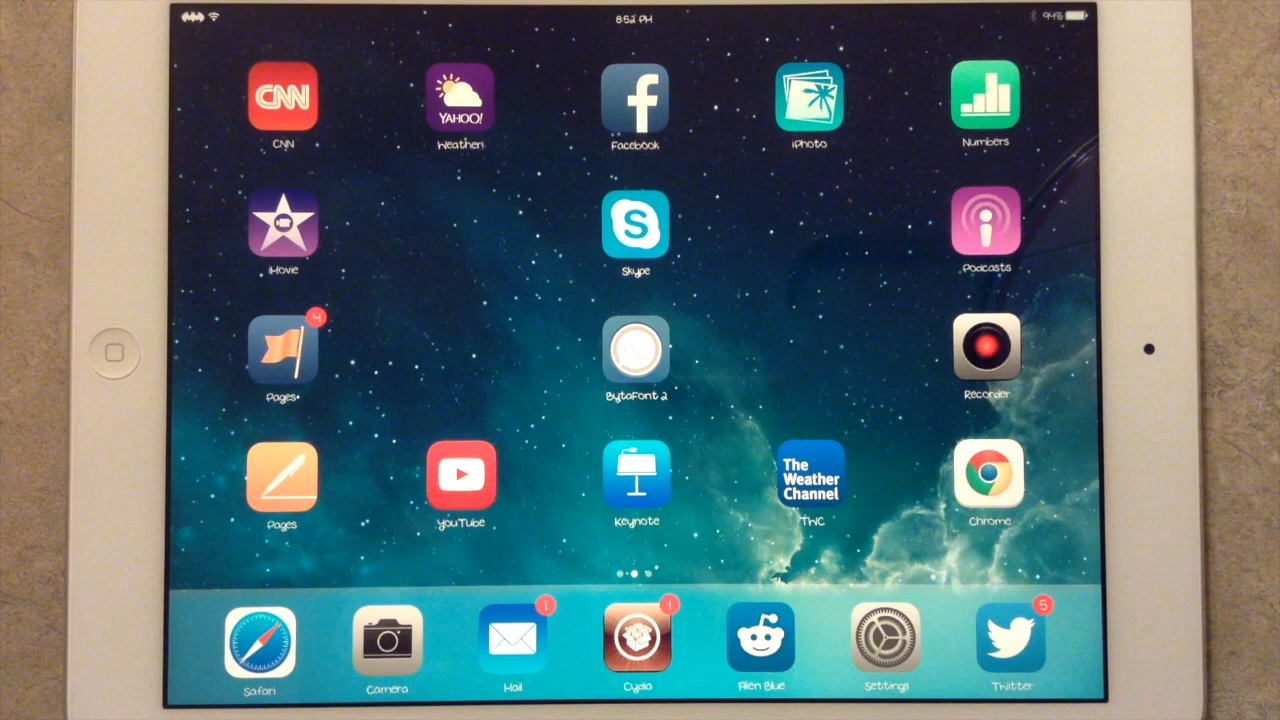 8:52 PM
94%
CNN
YAHOO!
CNN
Weather!
Facebook
iPhoto
Numbers
S
iMovie
Skype
Podcasts
4
Pages+
BytaFont 2
Recorder
The
Weather
Channel
Pages
YouTube
Keynote
TWC
Chrome
1
1
5
Safari
Camera
Mail
Cydia
Alien Blue
Settings
Twitter